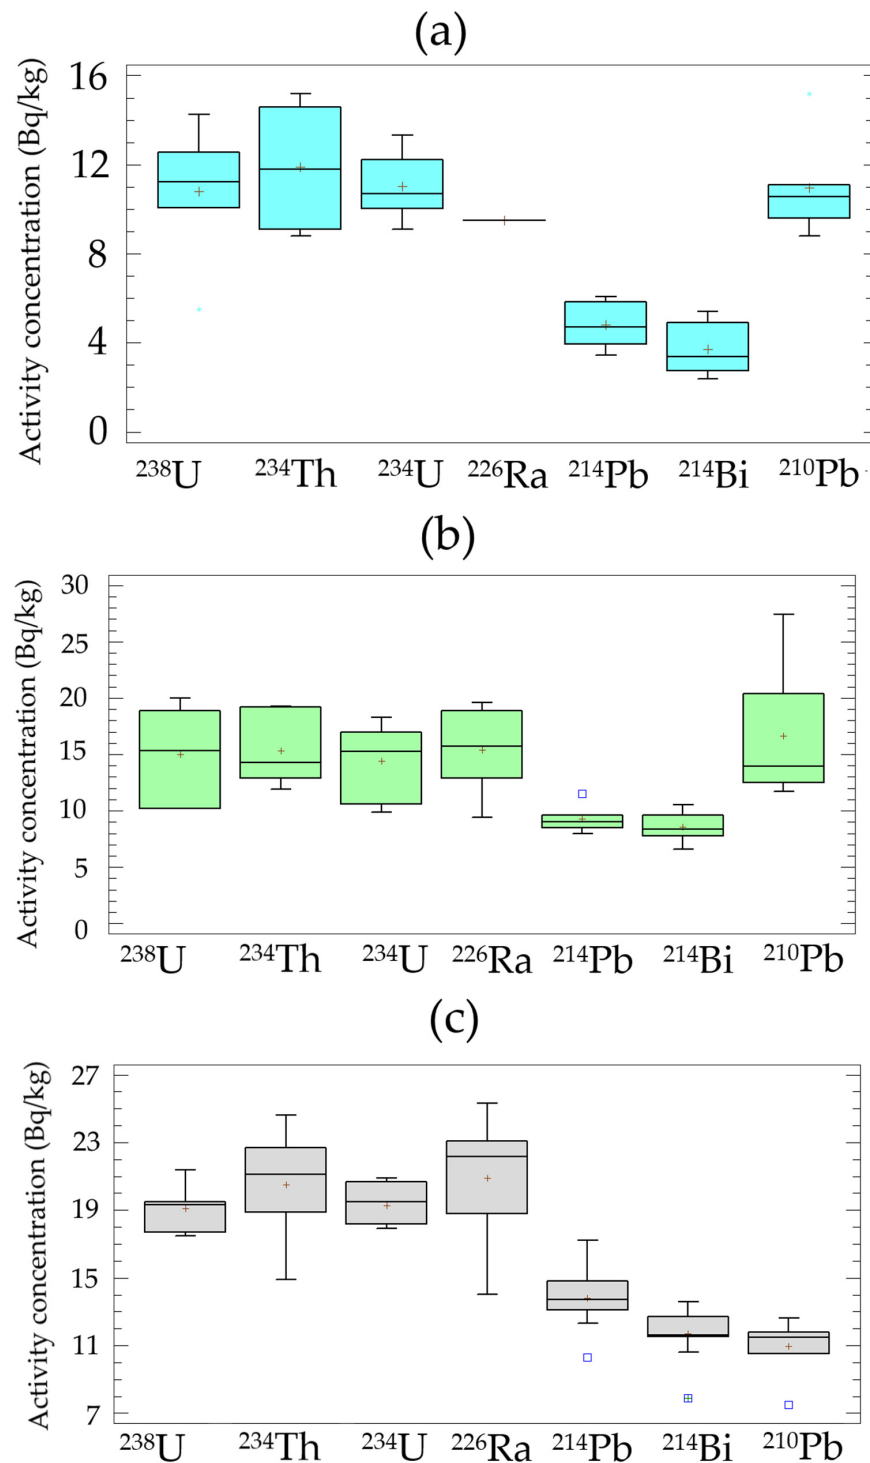 (a)
Activity concentration (Bq/kg)
16
12
8
4
0
²³⁸U ²³⁴Th ²³⁴U ²²⁶Ra ²¹⁴Pb ²¹⁴Bi ²¹⁰Pb
(b)
Activity concentration (Bq/kg)
30
25
20
15
10
5
0
²³⁸U ²³⁴Th ²³⁴U ²²⁶Ra ²¹⁴Pb ²¹⁴Bi ²¹⁰Pb
(c)
Activity concentration (Bq/kg)
27
23
19
15
11
7
²³⁸U ²³⁴Th ²³⁴U ²²⁶Ra ²¹⁴Pb ²¹⁴Bi ²¹⁰Pb